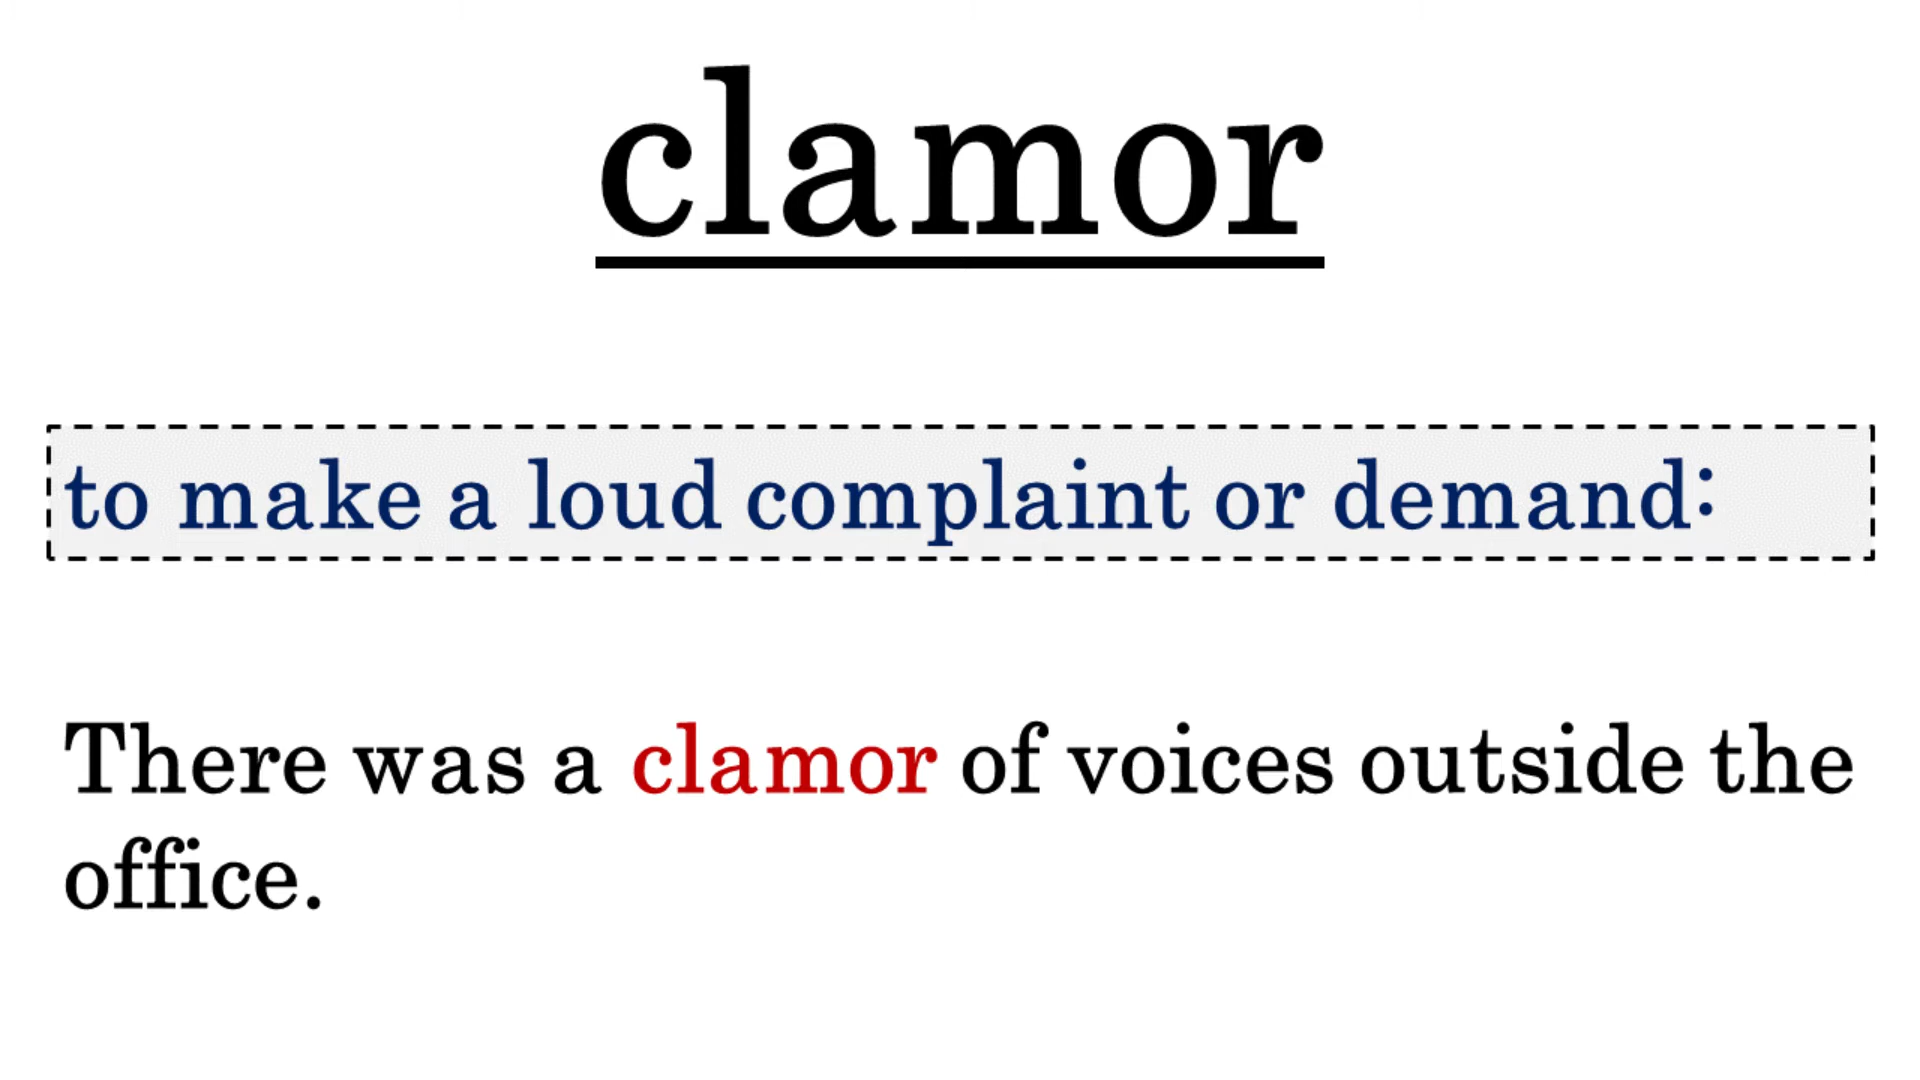 clamor
to make a loud complaint or demand:
There was a clamor of voices outside the
office.